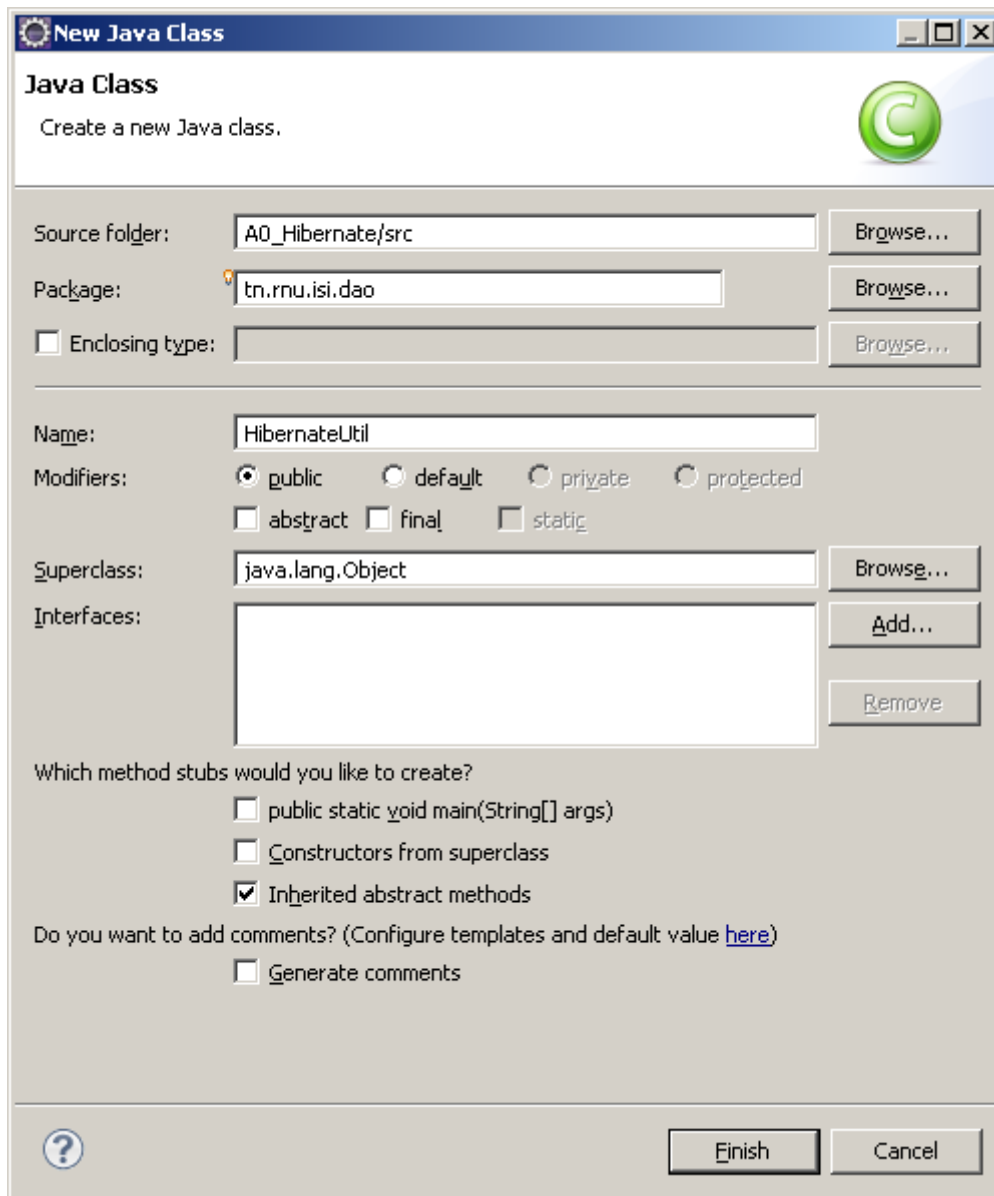 New Java Class
Java Class
Create a new Java class.
C
Source folder: A0_Hibernate/src Browse...
Package: tn.rnu.isi.dao Browse...
Enclosing type: Browse...
Name: HibernateUtil
Modifiers: public default private protected
abstract final static
Superclass: java.lang.Object Browse...
Interfaces: Add...
Remove
Which method stubs would you like to create?
public static void main(String[] args)
Constructors from superclass
Inherited abstract methods
Do you want to add comments? (Configure templates and default value here)
Generate comments
? Finish Cancel